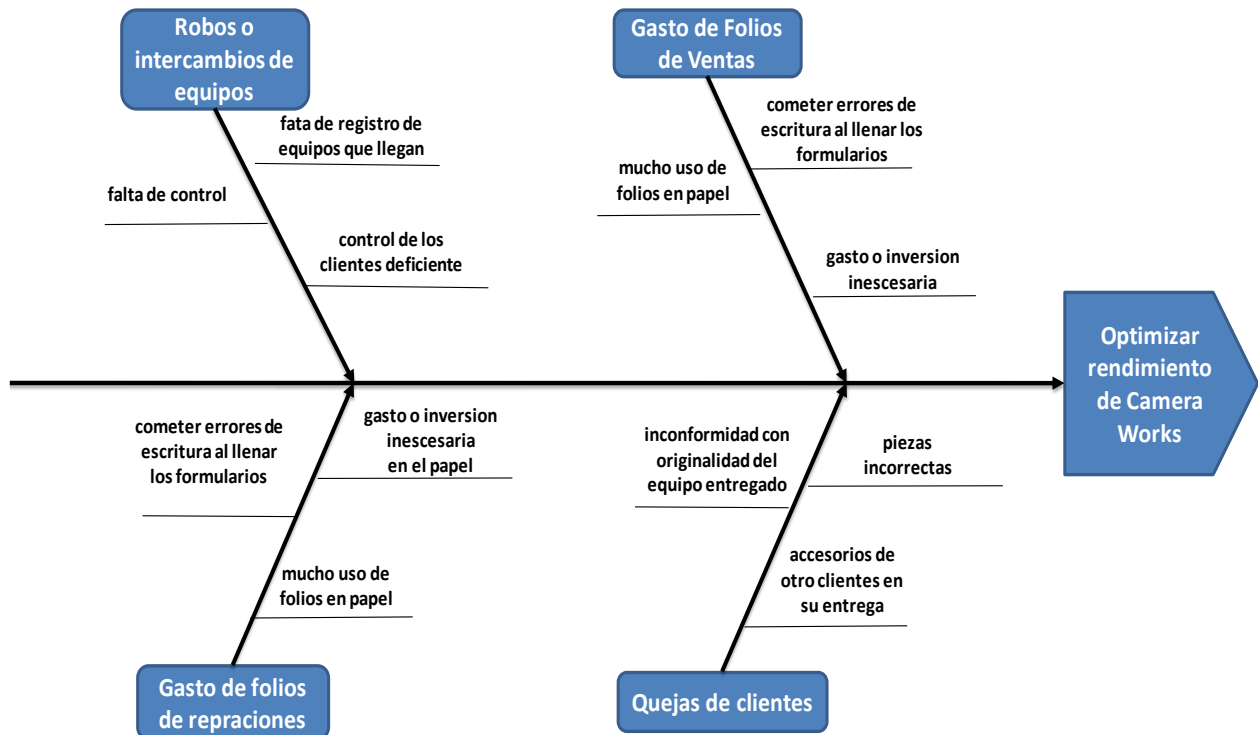 Robos o
intercambios de
equipos
fata de registro de
equipos que llegan
falta de control
control de los
clientes deficiente
Gasto de Folios
de Ventas
cometer errores de
escritura al llenar los
formularios
mucho uso de
folios en papel
gasto o inversion
inescesaria
Optimizar
rendimiento
de Camera
Works
cometer errores de
escritura al llenar
los formularios
gasto o inversion
inescesaria
en el papel
mucho uso de
folios en papel
Gasto de folios
de repraciones
inconformidad con
originalidad del
equipo entregado
piezas
incorrectas
accesorios de
otro clientes en
su entrega
Quejas de clientes